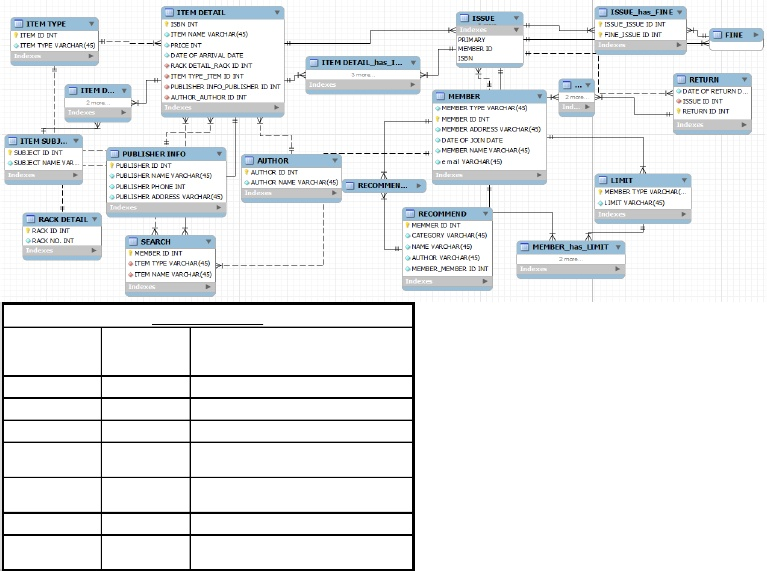 ITEM TYPE
ITEM ID INT
ITEM TYPE VARCHAR(45)
Indexes
ITEM DETAIL
ISBN INT
ITEM NAME VARCHAR(45)
PRICE INT
DATE OF ARRIVAL DATE
RACK DETAIL_RACK ID INT
ITEM TYPE_ITEM ID INT
PUBLISHER INFO_PUBLISHER ID INT
AUTHOR_AUTHOR ID INT
Indexes
ISSUE
Indexes
PRIMARY
MEMBER ID
ISBN
ISSUE_has_FINE
ISSUE_ISSUE ID INT
FINE_ISSUE ID INT
Indexes
FINE
ITEM DETAIL_has_I...
3 more...
Indexes
ITEM D...
2 more...
Indexes
...
2 more...
Ind...
RETURN
DATE OF RETURN D...
ISSUE ID INT
RETURN ID INT
Indexes
MEMBER
MEMBER TYPE VARCHAR(45)
MEMBER ID INT
MEMBER ADDRESS VARCHAR(45)
DATE OF JOIN DATE
MEMBER NAME VARCHAR(45)
e mail VARCHAR(45)
Indexes
ITEM SUBJ...
SUBJECT ID INT
SUBJECT NAME VAR...
Indexes
PUBLISHER INFO
PUBLISHER ID INT
PUBLISHER NAME VARCHAR(45)
PUBLISHER PHONE INT
PUBLISHER ADDRESS VARCHAR(45)
Indexes
AUTHOR
AUTHOR ID INT
AUTHOR NAME VARCHAR(45)
Indexes
RECOMMEN...
LIMIT
MEMBER TYPE VARCHAR(...
LIMIT VARCHAR(45)
Indexes
RACK DETAIL
RACK ID INT
RACK NO. INT
Indexes
SEARCH
MEMBER ID INT
ITEM TYPE VARCHAR(45)
ITEM NAME VARCHAR(45)
Indexes
RECOMMEND
MEMMER ID INT
CATEGORY VARCHAR(45)
NAME VARCHAR(45)
AUTHOR VARCHAR(45)
MEMBER_MEMBER ID INT
Indexes
MEMBER_has_LIMIT
2 more...
Indexes